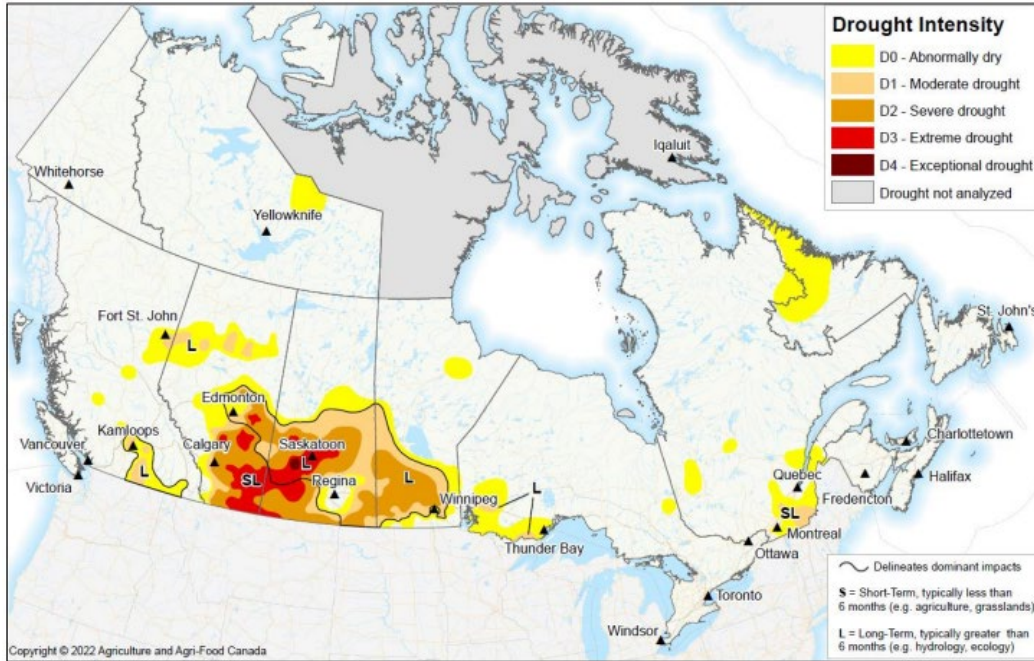 Drought Intensity
D0 - Abnormally dry
D1 - Moderate drought
D2 - Severe drought
D3 - Extreme drought
D4 - Exceptional drought
Drought not analyzed
Iqaluit
Whitehorse
Yellowknife
Fort St. John
L
St. John's
Edmonton
Kamloops
Vancouver
Calgary
Saskatoon
L
Charlottetown
Victoria
L
SL
Regina
L
Winnipeg
L
Quebec
Fredericton
Halifax
SL
Montreal
Thunder Bay
Ottawa
Toronto
Windsor
Delineates dominant impacts
S = Short-Term, typically less than
6 months (e.g. agriculture, grasslands)
L = Long-Term, typically greater than
6 months (e.g. hydrology, ecology)
Copyright © 2022 Agriculture and Agri-Food Canada